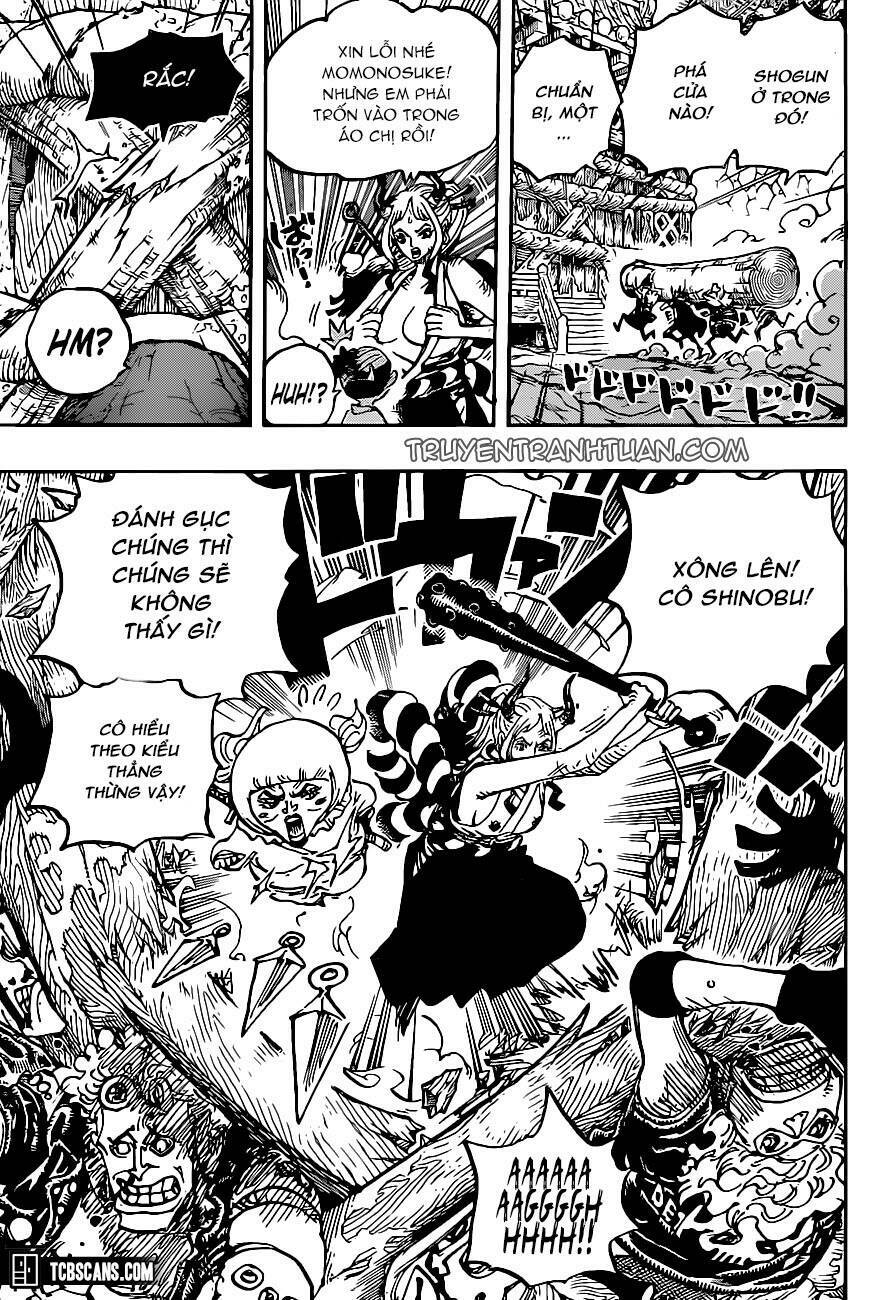 SHOGUN
Ở TRONG
ĐÓ!
PHÁ
CỬA
NÀO!
CHUẨN
BỊ, MỘT
...
ドドドドドド!!
XIN LỖI NHÉ
MOMONOSUKE!
NHƯNG EM PHẢI
TRỐN VÀO TRONG
ÁO CHỊ RỒI!
ばっ!
HUH!?
RẮC!
HM?
TRUYENTRANHTUAN.COM
XÔNG LÊN!
CÔ SHINOBU!
ĐÁNH GỤC
CHÚNG THÌ
CHÚNG SẼ
KHÔNG
THẤY GÌ!
CÔ HIỂU
THEO KIỂU
THẲNG
THỪNG VẬY!
AAAAAA
AAGGGGH
HHHHH!!
TCBSCANS.COM